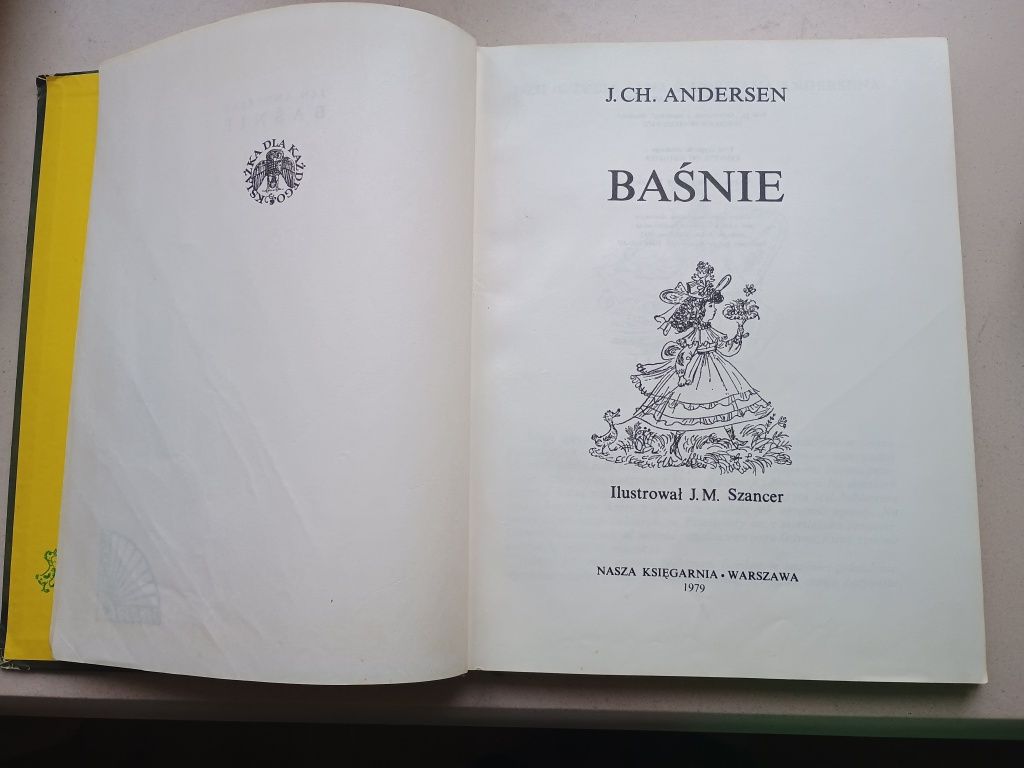 KSIĄŻKA DLA KAŻDEGO
J. CH. ANDERSEN
BAŚNIE
Ilustrował J. M. Szancer
NASZA KSIĘGARNIA • WARSZAWA
1979